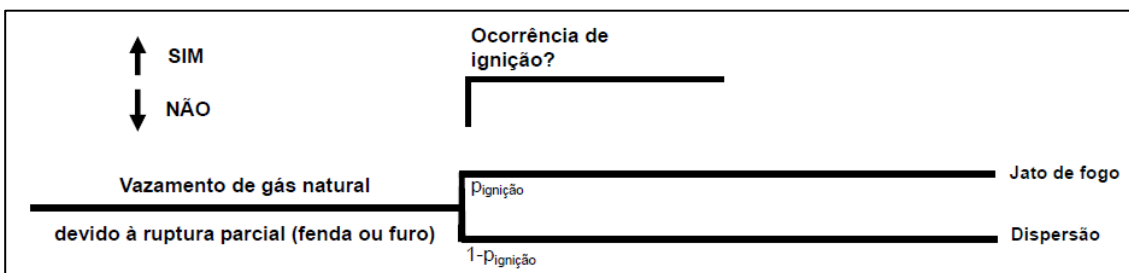 SIM
NÃO
Ocorrência de
ignição?
Vazamento de gás natural
devido à ruptura parcial (fenda ou furo)
pignição
1-pignição
Jato de fogo
Dispersão